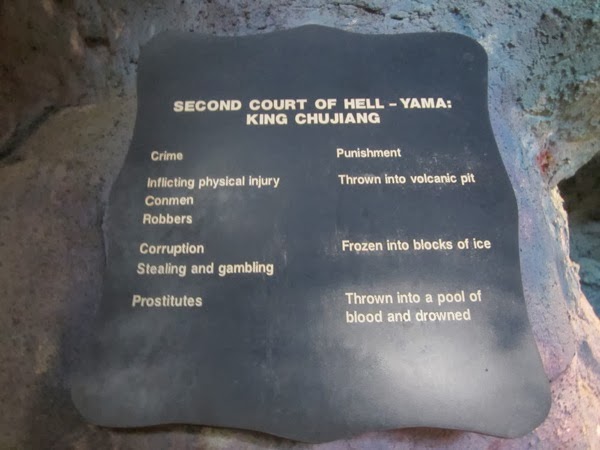 SECOND COURT OF HELL – YAMA:
KING CHUJIANG
Crime Punishment
Inflicting physical injury Thrown into volcanic pit
Conmen
Robbers
Corruption Frozen into blocks of ice
Stealing and gambling
Prostitutes Thrown into a pool of
blood and drowned